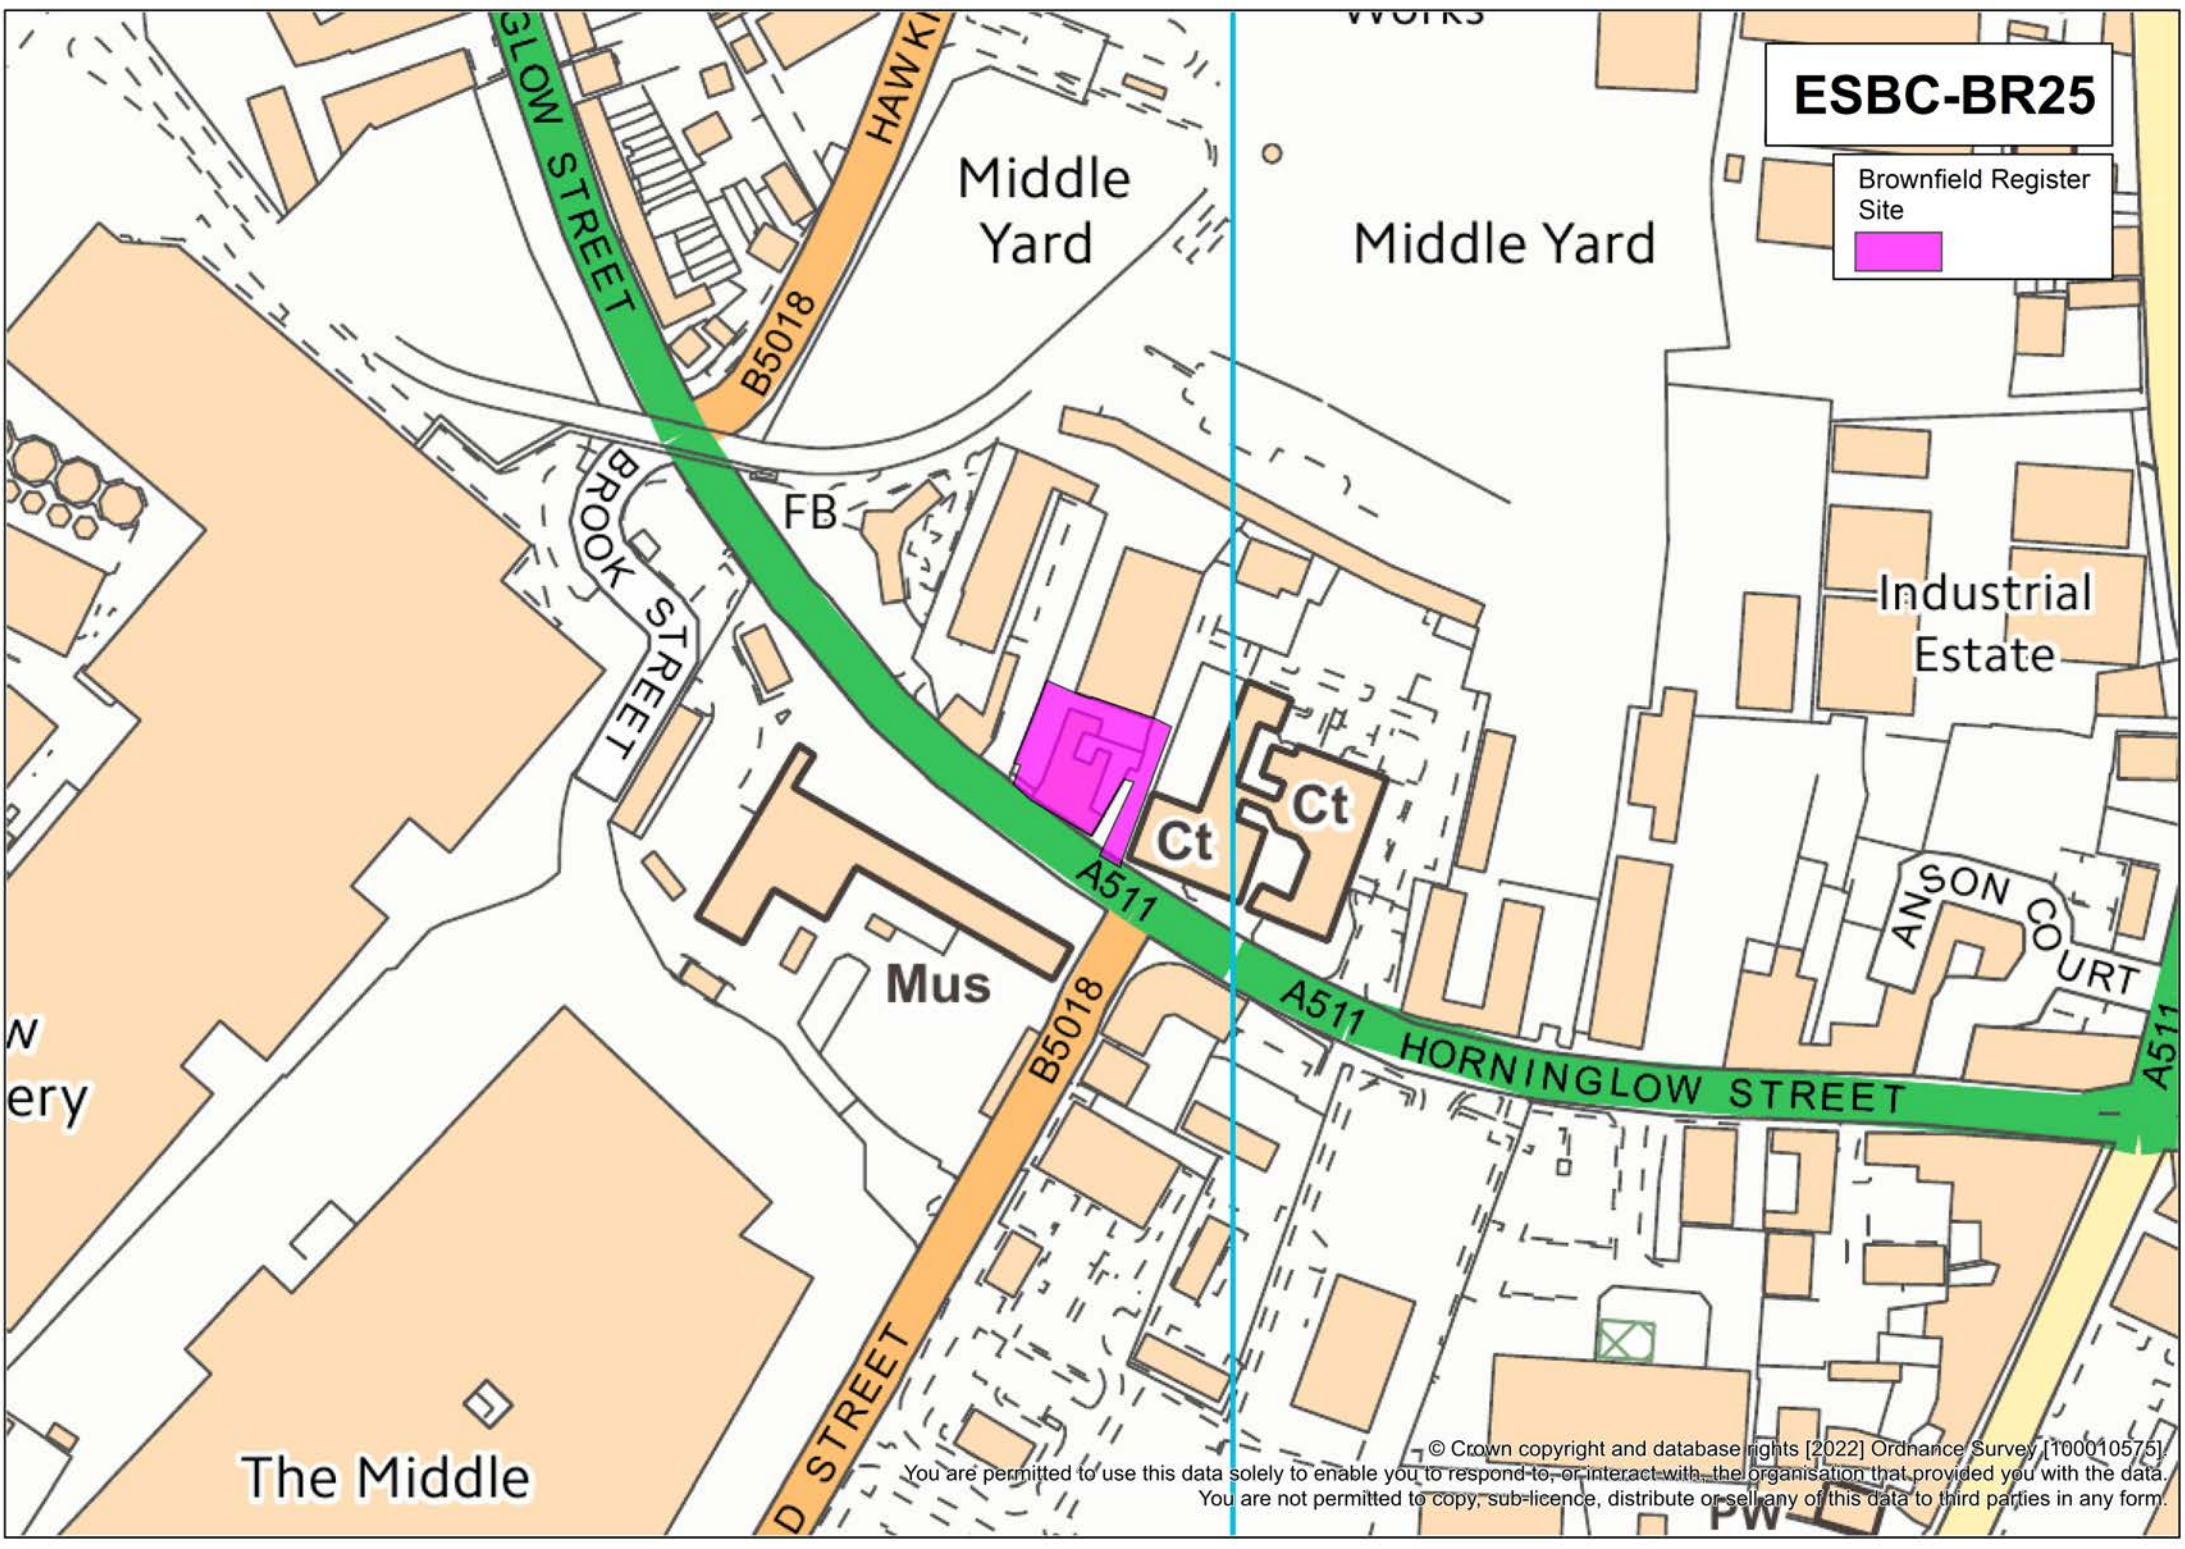 ESBC-BR25
Brownfield Register
Site
GLOW STREET
HAWKI
B5018
Middle
Yard
Middle Yard
BROOK STREET
FB
Industrial
Estate
Ct
Ct
A511
Mus
B5018
A511
HORNINGLOW STREET
ANSON COURT
A511
W
ery
The Middle
D STREET
PW
© Crown copyright and database rights [2022] Ordnance Survey [100010575].
You are permitted to use this data solely to enable you to respond to, or interact with, the organisation that provided you with the data.
You are not permitted to copy, sub-licence, distribute or sell any of this data to third parties in any form.